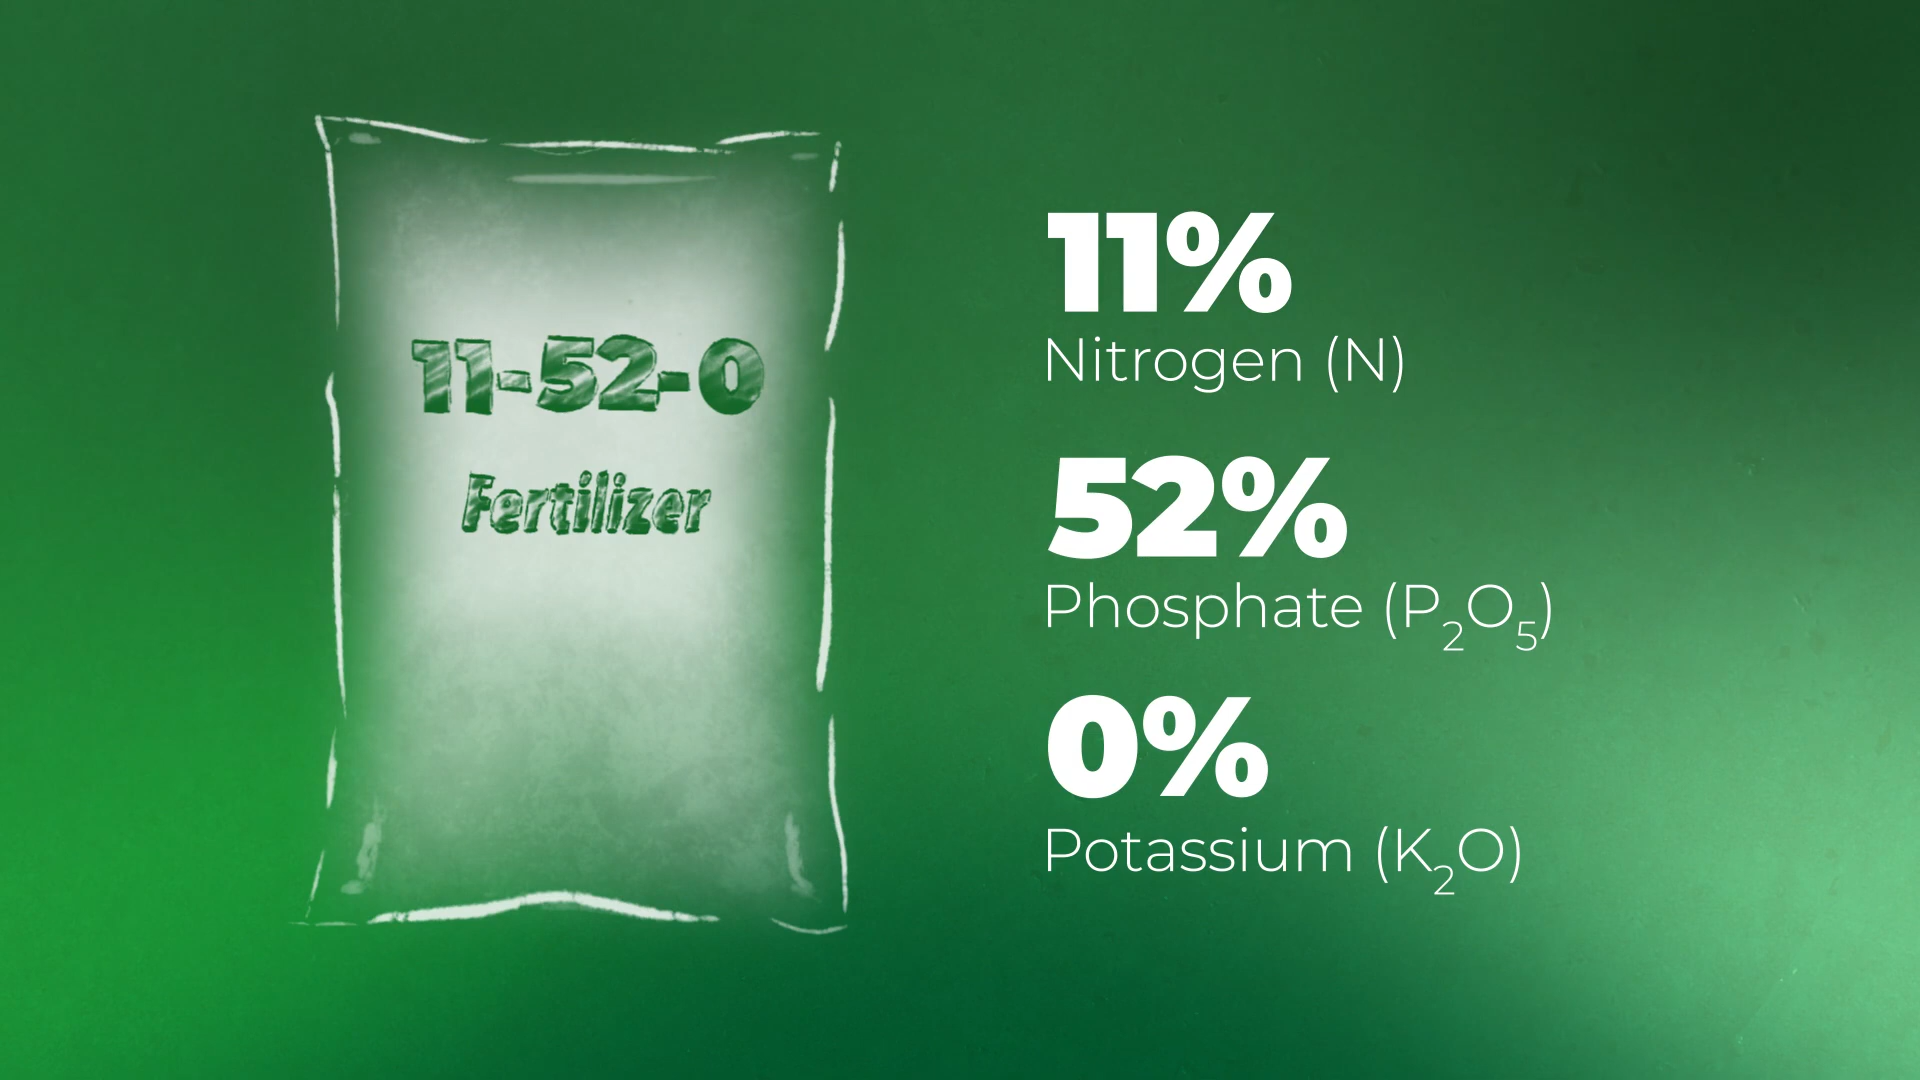 11-52-0
Fertilizer
11%
Nitrogen (N)
52%
Phosphate (P₂O₅)
0%
Potassium (K₂O)